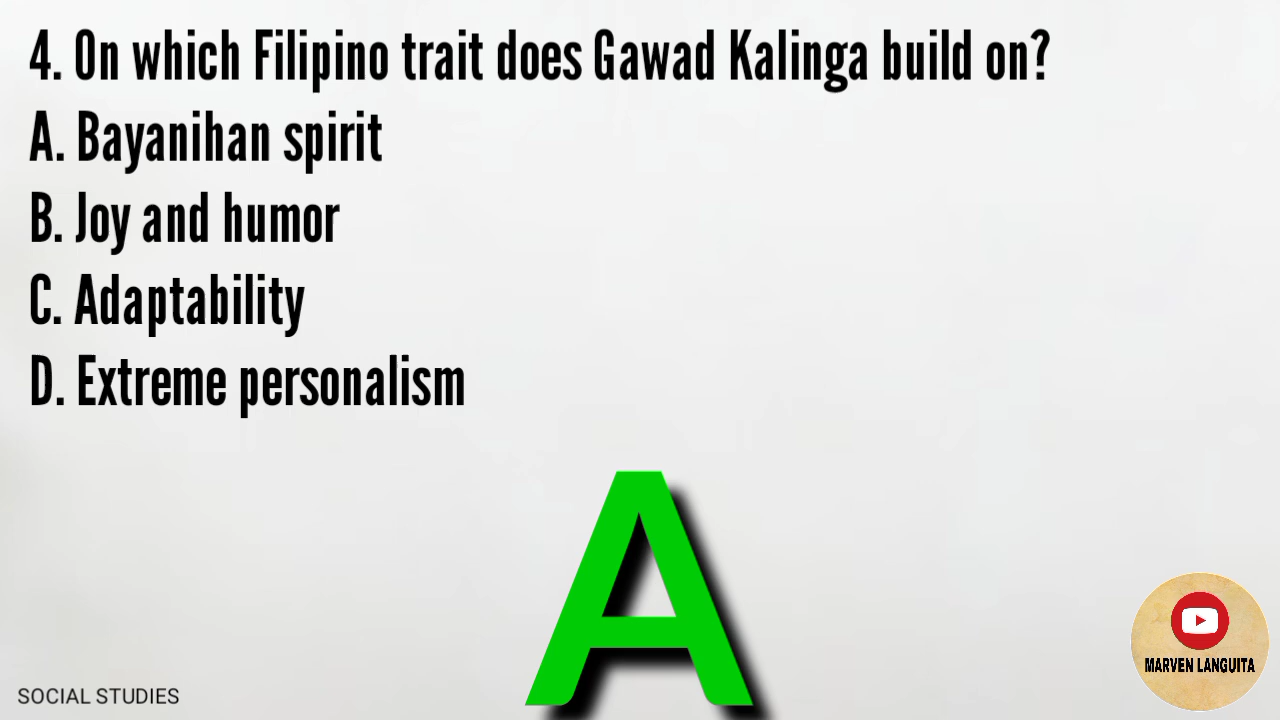 4. On which Filipino trait does Gawad Kalinga build on?
A. Bayanihan spirit
B. Joy and humor
C. Adaptability
D. Extreme personalism
A
MARVEN LANGUITA
SOCIAL STUDIES